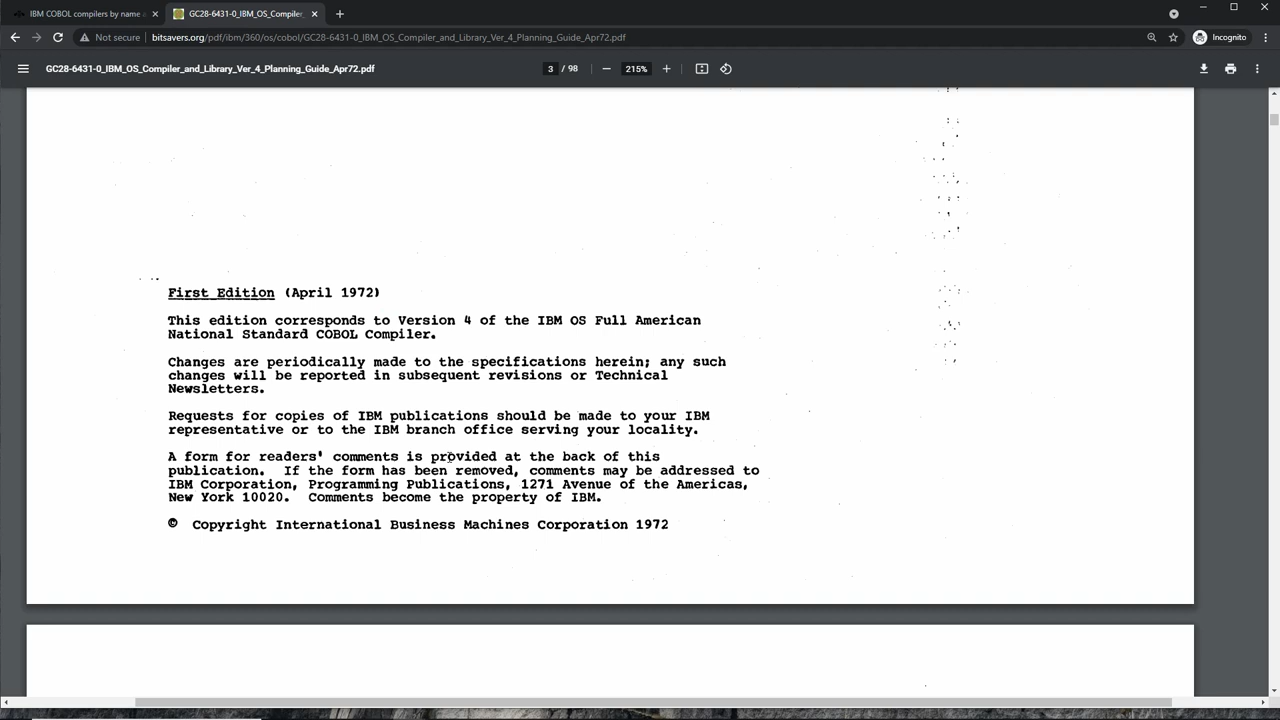 IBM COBOL compilers by name
GC28-6431-0_IBM_OS_Compiler_
Not secure
bitsavers.org/pdf/ibm/360/os/cobol/GC28-6431-0_IBM_OS_Compiler_and_Library_Ver_4_Planning_Guide_Apr72.pdf
Incognito
GC28-6431-0_IBM_OS_Compiler_and_Library_Ver_4_Planning_Guide_Apr72.pdf
3 / 98
215%
First Edition (April 1972)
This edition corresponds to Version 4 of the IBM OS Full American
National Standard COBOL Compiler.
Changes are periodically made to the specifications herein; any such
changes will be reported in subsequent revisions or Technical
Newsletters.
Requests for copies of IBM publications should be made to your IBM
representative or to the IBM branch office serving your locality.
A form for readers' comments is provided at the back of this
publication. If the form has been removed, comments may be addressed to
IBM Corporation, Programming Publications, 1271 Avenue of the Americas,
New York 10020. Comments become the property of IBM.
© Copyright International Business Machines Corporation 1972